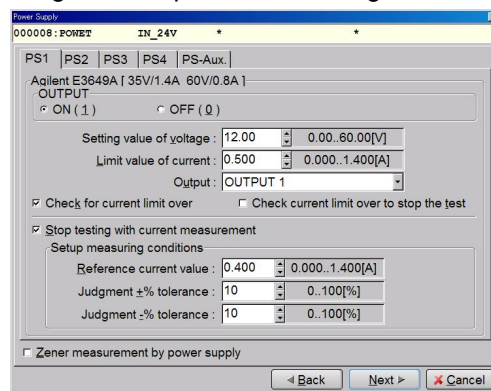 Power Supply
000008:POWET IN_24V * *
PS1 PS2 PS3 PS4 PS-Aux.
Agilent E3649A [ 35V/1.4A 60V/0.8A ]
OUTPUT
ON ( 1 ) OFF ( 0 )
Setting value of voltage : 12.00 0.00..60.00[V]
Limit value of current : 0.500 0.000..1.400[A]
Output : OUTPUT 1
Check for current limit over Check current limit over to stop the test
Stop testing with current measurement
Setup measuring conditions
Reference current value : 0.400 0.000..1.400[A]
Judgment +% tolerance : 10 0..100[%]
Judgment -% tolerance : 10 0..100[%]
Zener measurement by power supply
Back Next Cancel